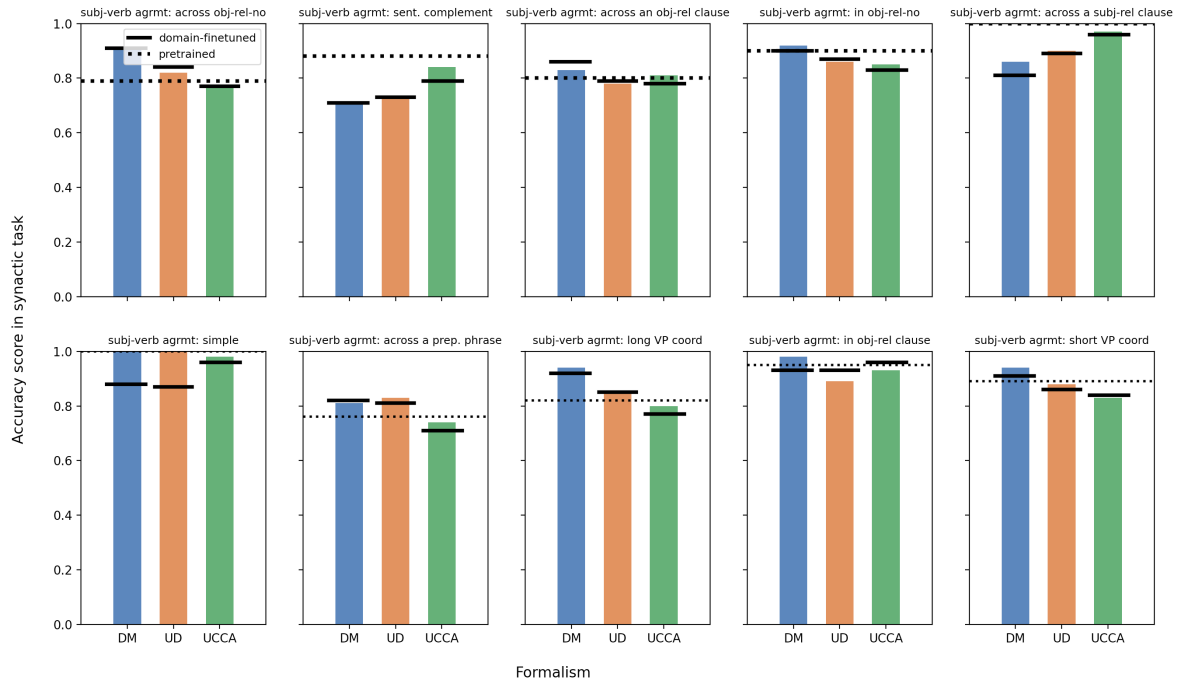 subj-verb agrmt: across obj-rel-no
subj-verb agrmt: sent. complement
subj-verb agrmt: across an obj-rel clause
subj-verb agrmt: in obj-rel-no
subj-verb agrmt: across a subj-rel clause
domain-finetuned
pretrained
1.0
0.8
0.6
0.4
0.2
0.0
Accuracy score in synactic task
subj-verb agrmt: simple
subj-verb agrmt: across a prep. phrase
subj-verb agrmt: long VP coord
subj-verb agrmt: in obj-rel clause
subj-verb agrmt: short VP coord
1.0
0.8
0.6
0.4
0.2
0.0
DM UD UCCA
DM UD UCCA
DM UD UCCA
DM UD UCCA
DM UD UCCA
Formalism